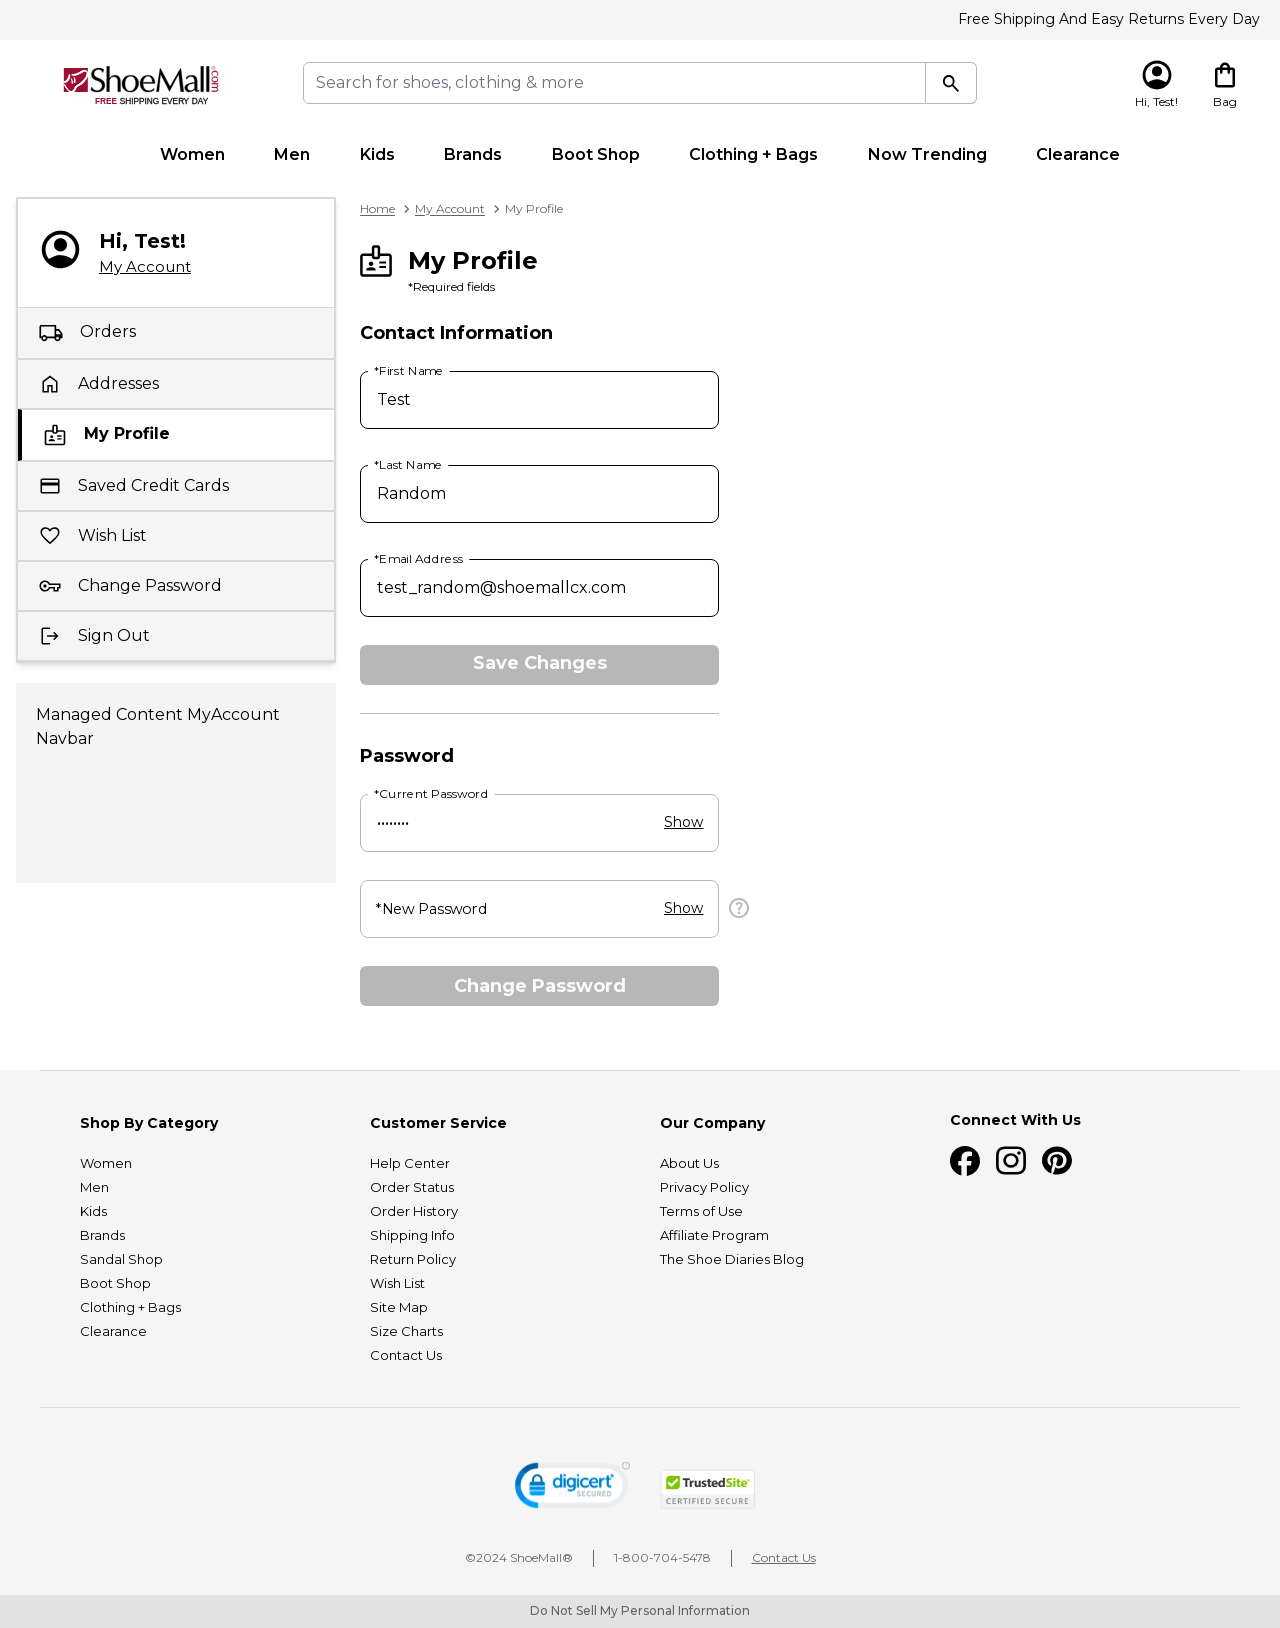 Free Shipping And Easy Returns Every Day
ShoeMall®.com
FREE SHIPPING EVERY DAY
Search for shoes, clothing & more
Hi, Test!
Bag
Women Men Kids Brands Boot Shop Clothing + Bags Now Trending Clearance
Hi, Test!
My Account
Orders
Addresses
My Profile
Saved Credit Cards
Wish List
Change Password
Sign Out
Managed Content MyAccount
Navbar
Home > My Account > My Profile
My Profile
*Required fields
Contact Information
*First Name
Test
*Last Name
Random
*Email Address
test_random@shoemallcx.com
Save Changes
Password
*Current Password
•••••••• Show
*New Password Show ?
Change Password
Shop By Category
Women
Men
Kids
Brands
Sandal Shop
Boot Shop
Clothing + Bags
Clearance
Customer Service
Help Center
Order Status
Order History
Shipping Info
Return Policy
Wish List
Site Map
Size Charts
Contact Us
Our Company
About Us
Privacy Policy
Terms of Use
Affiliate Program
The Shoe Diaries Blog
Connect With Us
digicert
SECURED
TrustedSite
CERTIFIED SECURE
©2024 ShoeMall® | 1-800-704-5478 | Contact Us
Do Not Sell My Personal Information